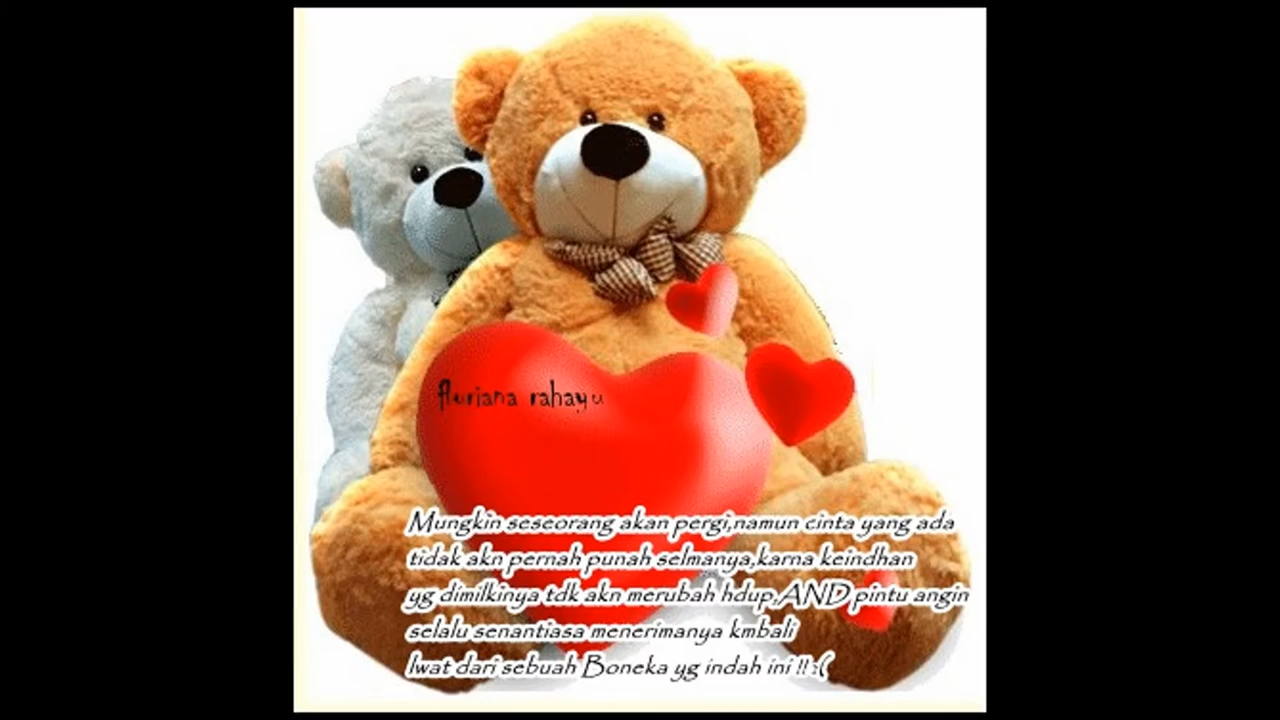 fluriana rahayu
Mungkin seseorang akan pergi,namun cinta yang ada
tidak akn pernah punah selmanya,karna keindhan
yg dimilkinya tdk akn merubah hdup,AND pintu angin
selalu senantiasa menerimanya kmbali
lwat dari sebuah Boneka yg indah ini !! :(